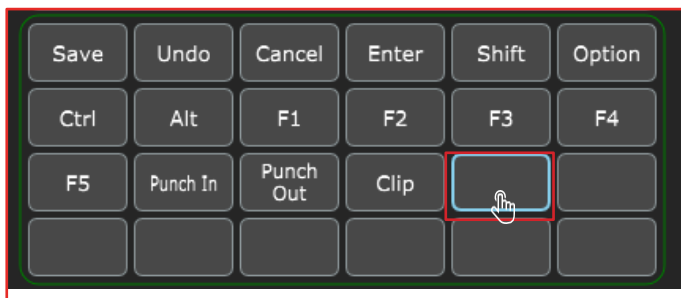 Save Undo Cancel Enter Shift Option
Ctrl Alt F1 F2 F3 F4
F5 Punch In Punch Out Clip